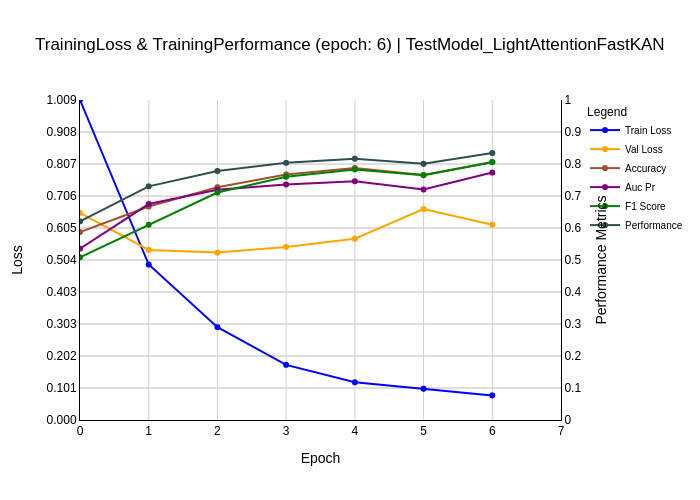 TrainingLoss & TrainingPerformance (epoch: 6) | TestModel_LightAttentionFastKAN
1.009
0.908
0.807
0.706
0.605
0.504
0.403
0.303
0.202
0.101
0.000
Loss
0
1
2
3
4
5
6
7
Epoch
1
0.9
0.8
0.7
0.6
0.5
0.4
0.3
0.2
0.1
0
Performance Metrics
Legend
Train Loss
Val Loss
Accuracy
Auc Pr
F1 Score
Performance